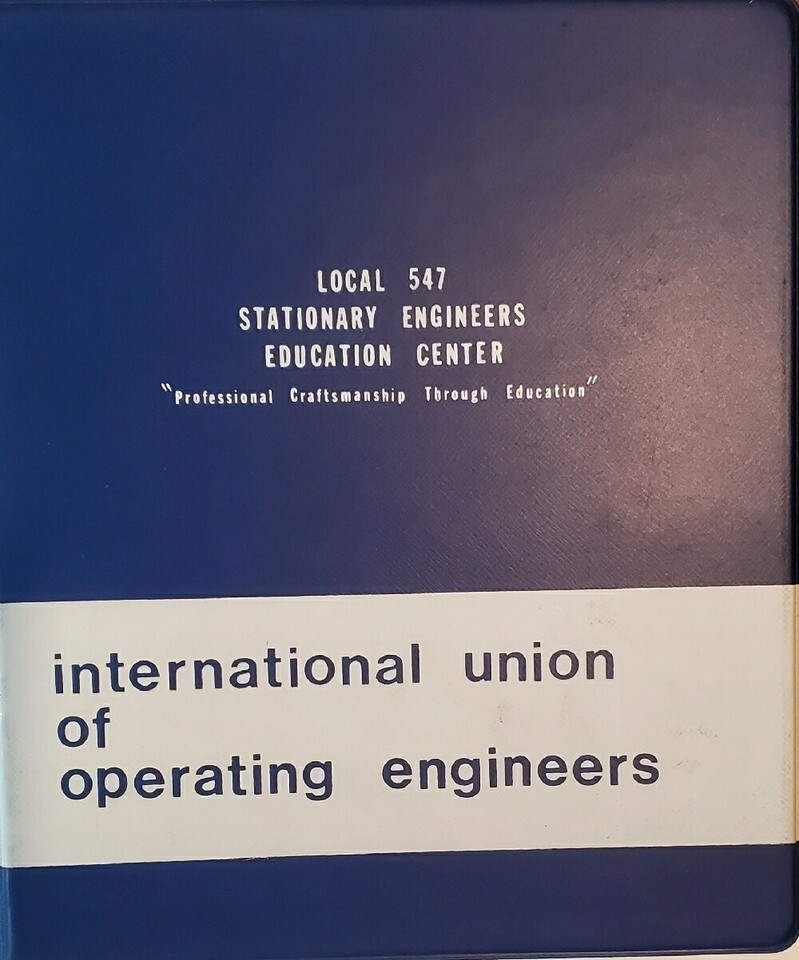 LOCAL 547
STATIONARY ENGINEERS
EDUCATION CENTER
"Professional Craftsmanship Through Education"
international union
of
operating engineers